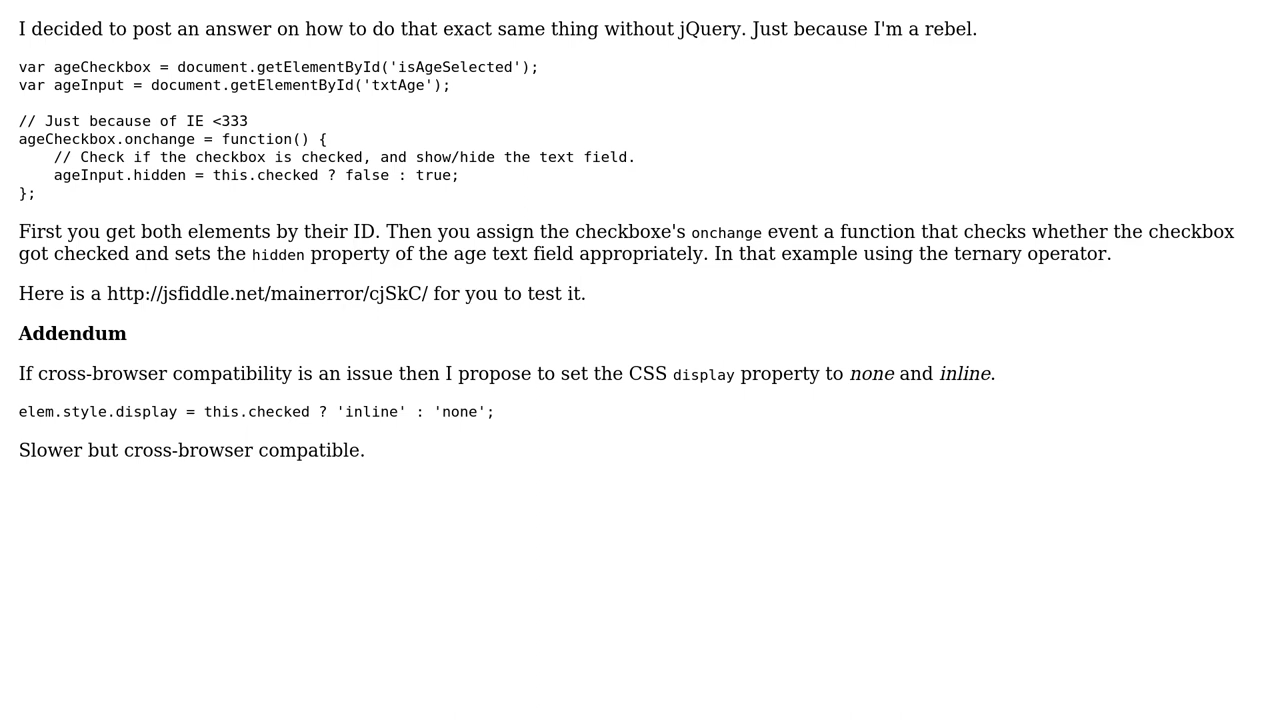 I decided to post an answer on how to do that exact same thing without jQuery. Just because I'm a rebel.
var ageCheckbox = document.getElementById('isAgeSelected');
var ageInput = document.getElementById('txtAge');
// Just because of IE <333
ageCheckbox.onchange = function() {
    // Check if the checkbox is checked, and show/hide the text field.
    ageInput.hidden = this.checked ? false : true;
};
First you get both elements by their ID. Then you assign the checkboxe's onchange event a function that checks whether the checkbox
got checked and sets the hidden property of the age text field appropriately. In that example using the ternary operator.
Here is a http://jsfiddle.net/mainerror/cjSkC/ for you to test it.
Addendum
If cross-browser compatibility is an issue then I propose to set the CSS display property to none and inline.
elem.style.display = this.checked ? 'inline' : 'none';
Slower but cross-browser compatible.